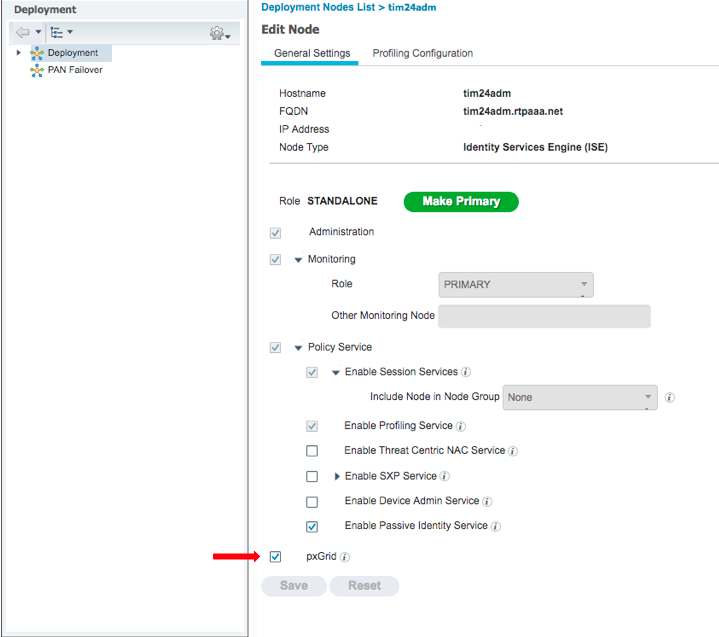 Deployment
Deployment
PAN Failover
Deployment Nodes List > tim24adm
Edit Node
General Settings Profiling Configuration
Hostname tim24adm
FQDN tim24adm.rtpaaa.net
IP Address
Node Type Identity Services Engine (ISE)
Role STANDALONE Make Primary
Administration
Monitoring
Role PRIMARY
Other Monitoring Node
Policy Service
Enable Session Services i
Include Node in Node Group None i
Enable Profiling Service i
Enable Threat Centric NAC Service i
Enable SXP Service i
Enable Device Admin Service i
Enable Passive Identity Service i
pxGrid i
Save Reset